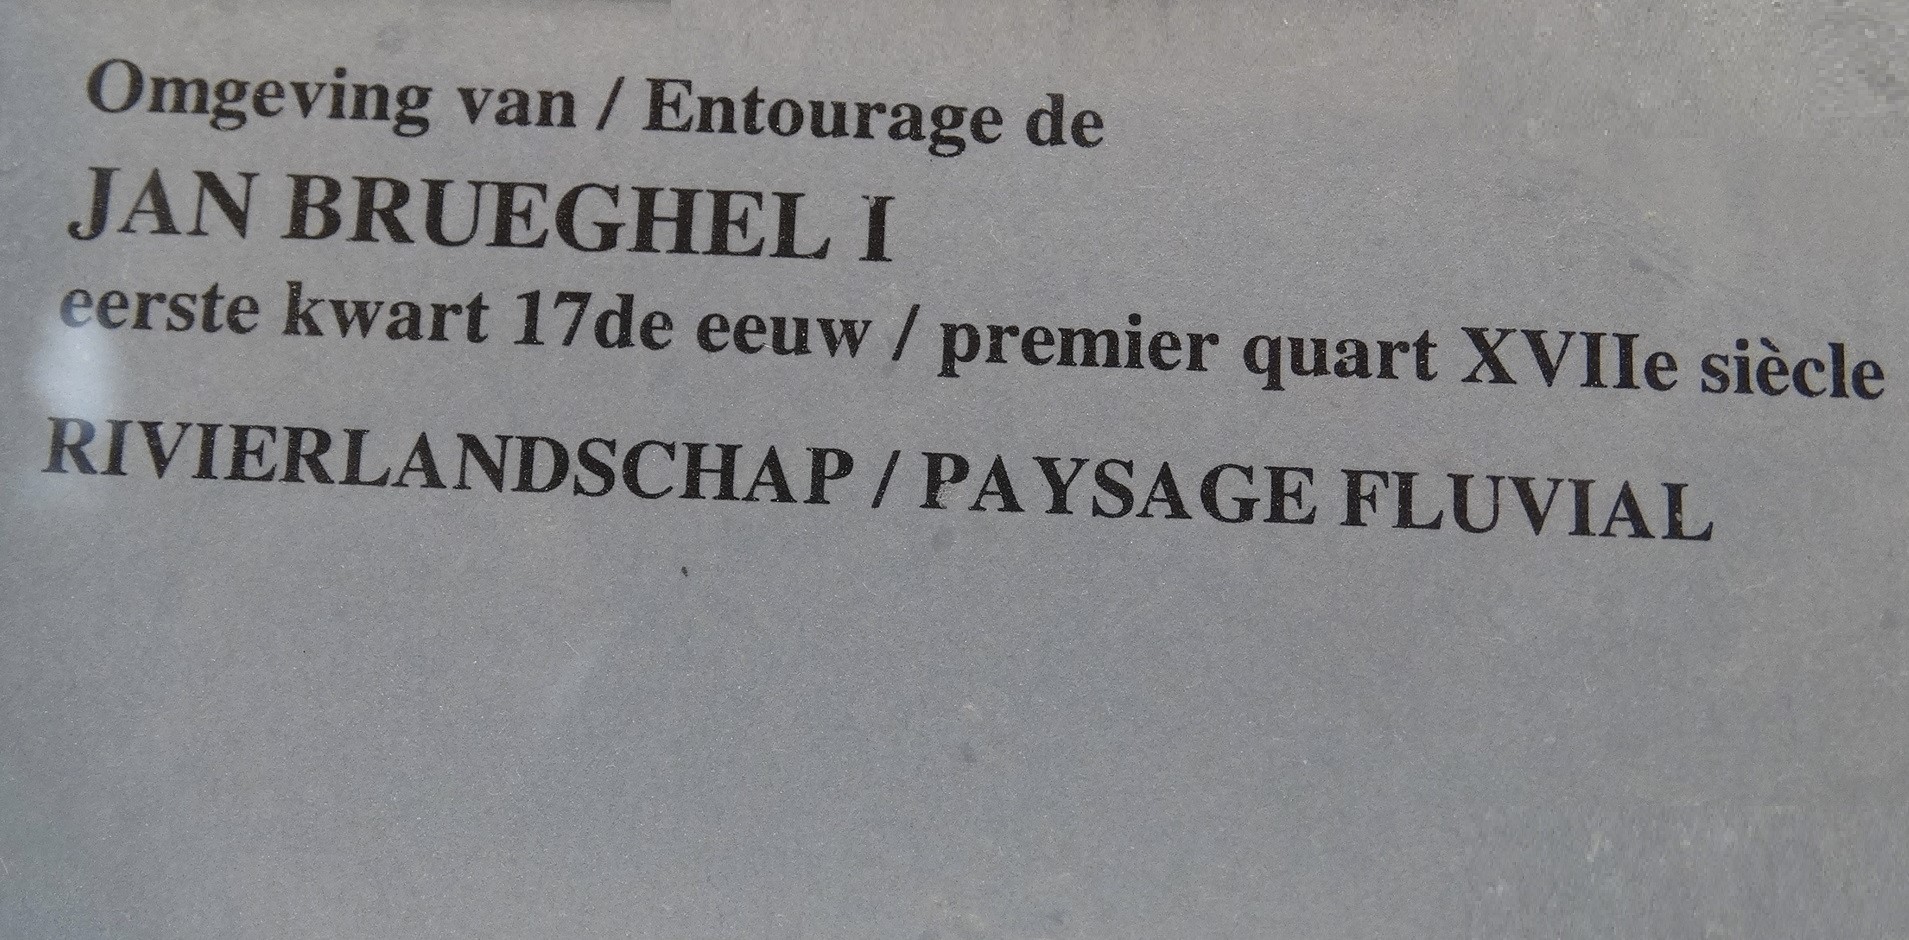 Omgeving van / Entourage de
JAN BRUEGHEL I
eerste kwart 17de eeuw / premier quart XVIIe siècle
RIVIERLANDSCHAP / PAYSAGE FLUVIAL